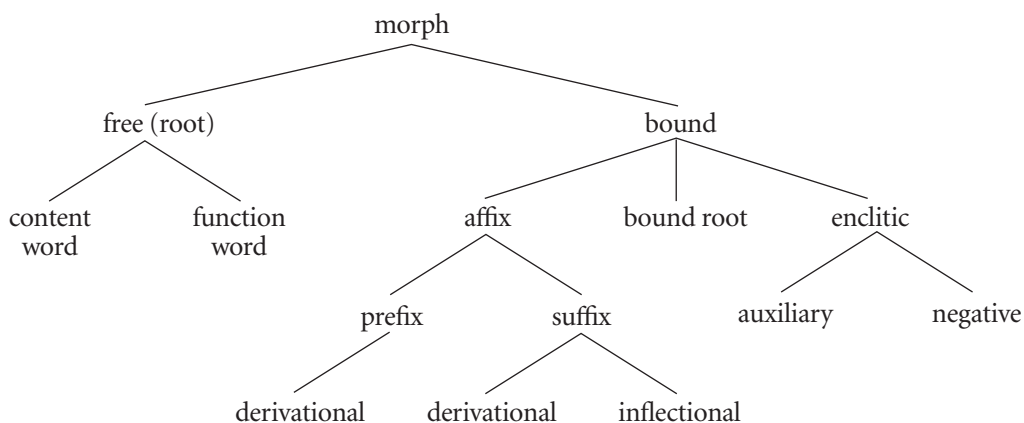 morph
free (root) bound
content function affix bound root enclitic
word word
prefix suffix auxiliary negative
derivational derivational inflectional